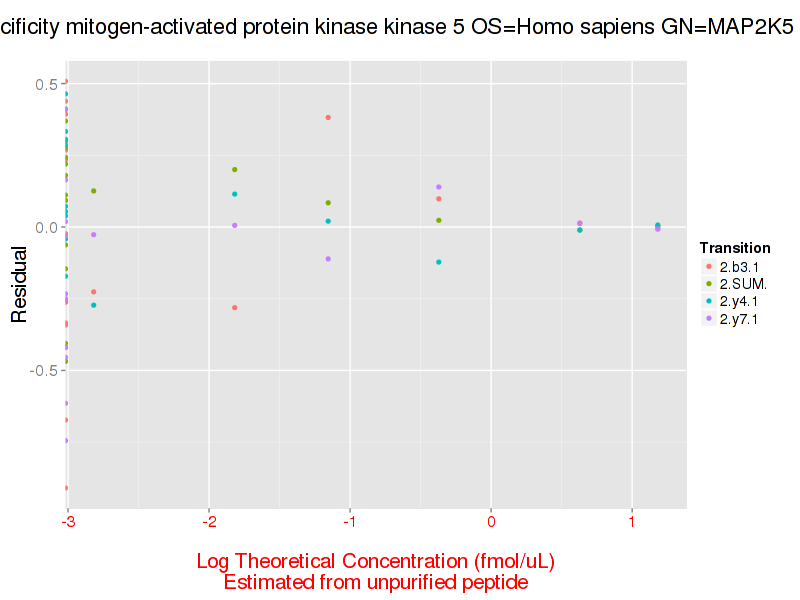 cificity mitogen-activated protein kinase kinase 5 OS=Homo sapiens GN=MAP2K5
0.5
0.0
-0.5
Residual
-3
-2
-1
0
1
Log Theoretical Concentration (fmol/uL)
Estimated from unpurified peptide
Transition
2.b3.1
2.SUM.
2.y4.1
2.y7.1